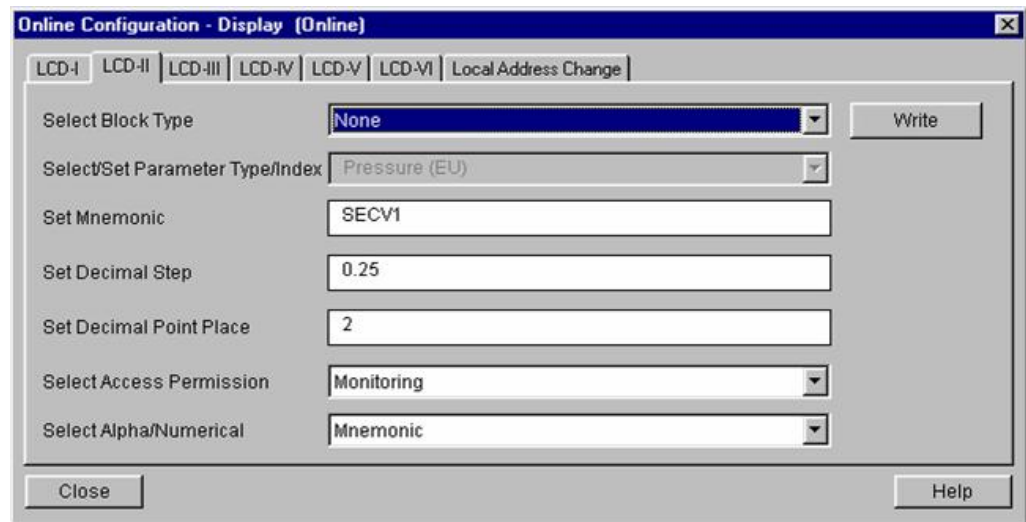 Online Configuration - Display (Online)
LCD-I LCD-II LCD-III LCD-IV LCD-V LCD-VI Local Address Change
Select Block Type None Write
Select/Set Parameter Type/Index Pressure (EU)
Set Mnemonic SECV1
Set Decimal Step 0.25
Set Decimal Point Place 2
Select Access Permission Monitoring
Select Alpha/Numerical Mnemonic
Close Help